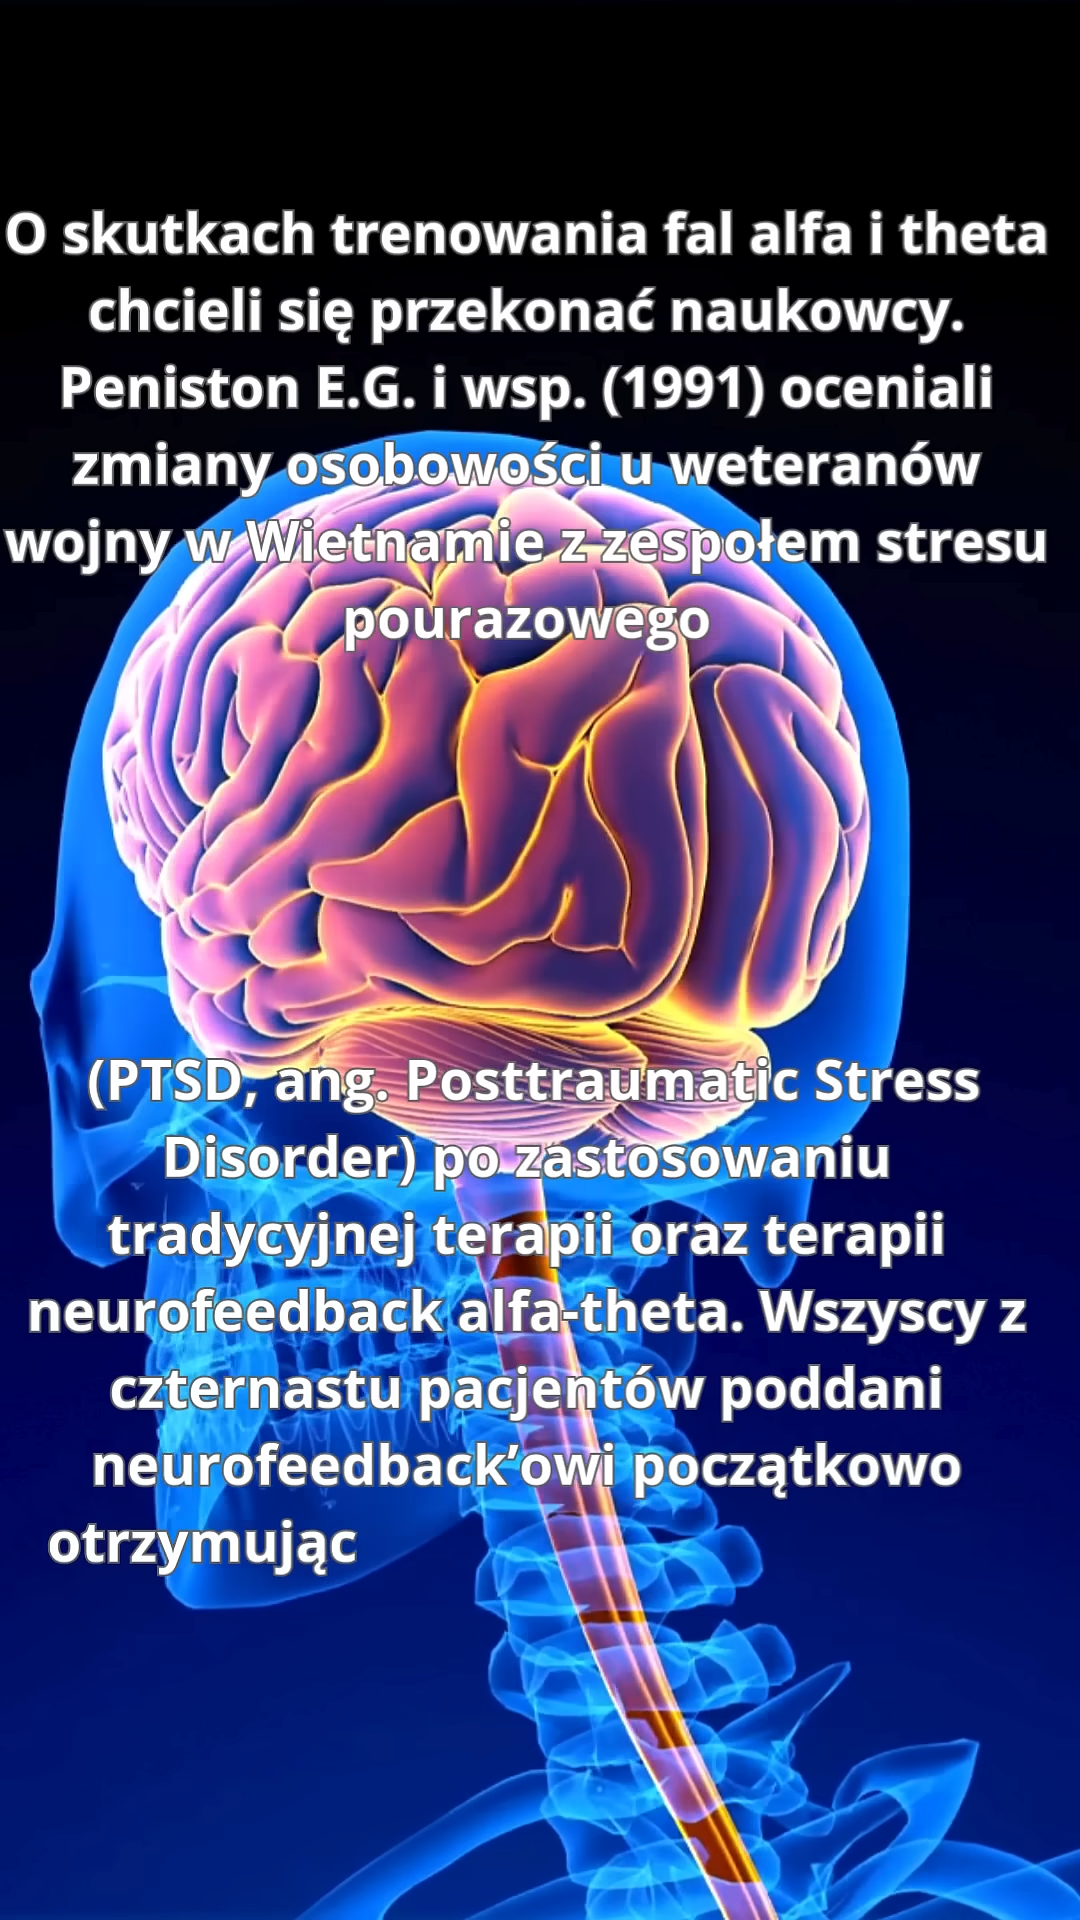 O skutkach trenowania fal alfa i theta
chcieli się przekonać naukowcy.
Peniston E.G. i wsp. (1991) oceniali
zmiany osobowości u weteranów
wojny w Wietnamie z zespołem stresu
pourazowego
(PTSD, ang. Posttraumatic Stress
Disorder) po zastosowaniu
tradycyjnej terapii oraz terapii
neurofeedback alfa-theta. Wszyscy z
czternastu pacjentów poddani
neurofeedback’owi początkowo
otrzymując